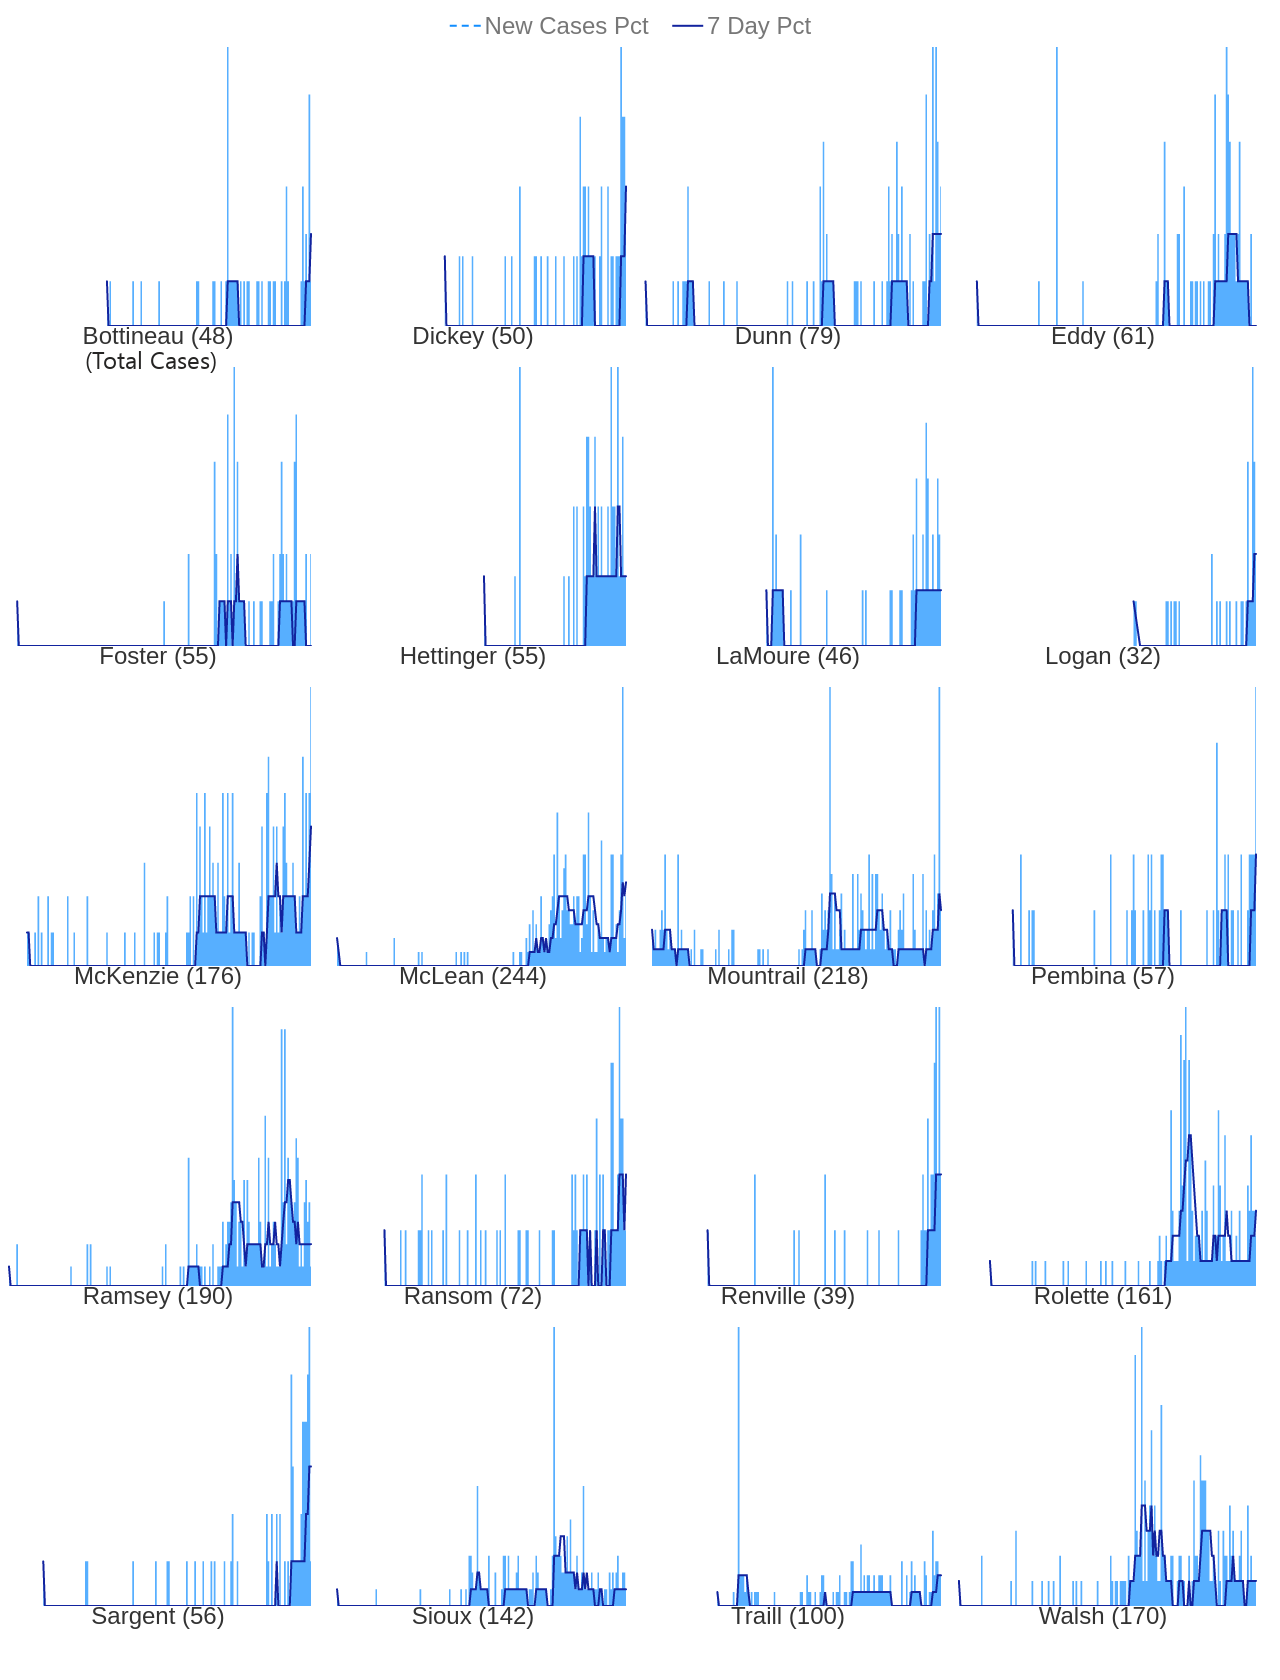 New Cases Pct 7 Day Pct
Bottineau (48) Dickey (50) Dunn (79) Eddy (61)
(Total Cases)
Foster (55) Hettinger (55) LaMoure (46) Logan (32)
McKenzie (176) McLean (244) Mountrail (218) Pembina (57)
Ramsey (190) Ransom (72) Renville (39) Rolette (161)
Sargent (56) Sioux (142) Traill (100) Walsh (170)